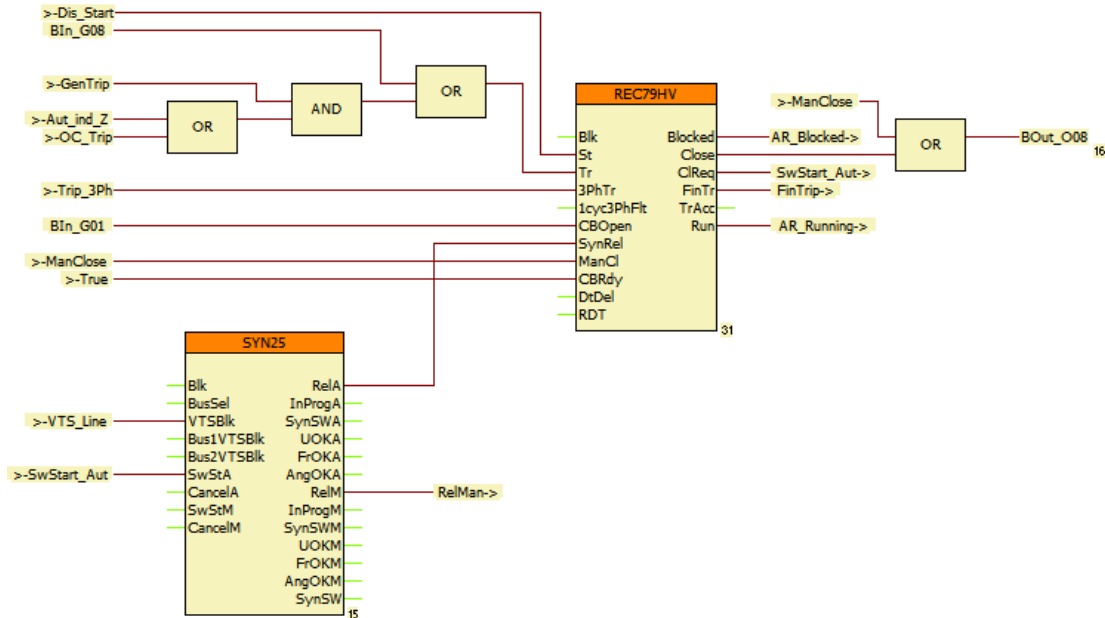 >-Dis_Start
BIn_G08
>-GenTrip
>-Aut_ind_Z
>-OC_Trip
OR
AND
OR
>-Trip_3Ph
BIn_G01
>-ManClose
>-True
REC79HV
Blk
St
Tr
3PhTr
1cyc3PhFlt
CBOpen
SynRel
ManCl
CBRdy
DtDel
RDT
Blocked
Close
ClReq
FinTr
TrAcc
Run
31
>-ManClose
AR_Blocked->
SwStart_Aut->
FinTrip->
AR_Running->
OR
BOut_O08
16
SYN25
>-VTS_Line
>-SwStart_Aut
Blk
BusSel
VTSBlk
Bus1VTSBlk
Bus2VTSBlk
SwStA
CancelA
SwStM
CancelM
RelA
InProgA
SynSWA
UOKA
FrOKA
AngOKA
RelM
InProgM
SynSWM
UOKM
FrOKM
AngOKM
SynSW
15
RelMan->